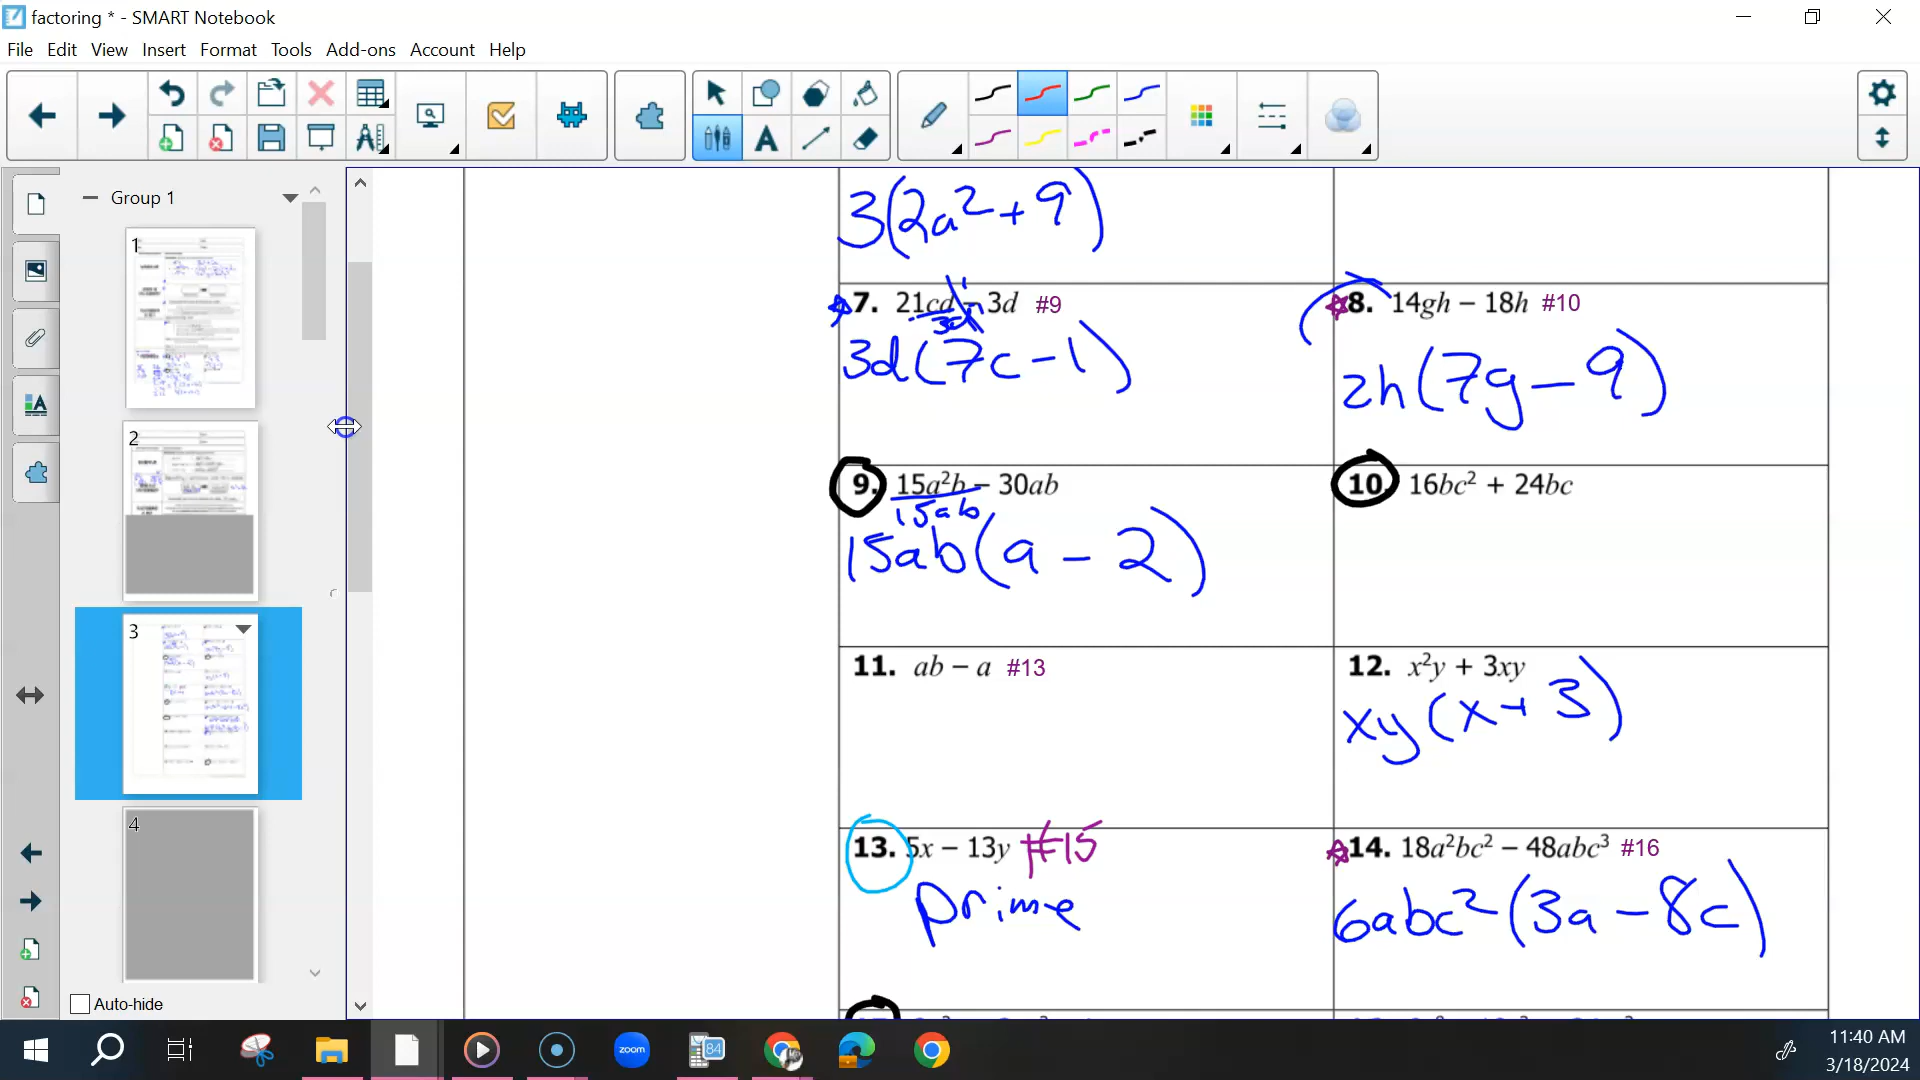 factoring * - SMART Notebook
File Edit View Insert Format Tools Add-ons Account Help
Group 1
1
2
3
4
Auto-hide
3(2a²+9)
7. 21cd – 3d #9
3d
3d(7c-1)
8. 14gh – 18h #10
2h(7g-9)
9. 15a²b – 30ab
15ab
15ab(a-2)
10. 16bc² + 24bc
11. ab – a #13
12. x²y + 3xy
xy(x+3)
13. 5x – 13y #15
prime
14. 18a²bc² – 48abc³ #16
6abc²(3a-8c)
zoom
84
11:40 AM
3/18/2024